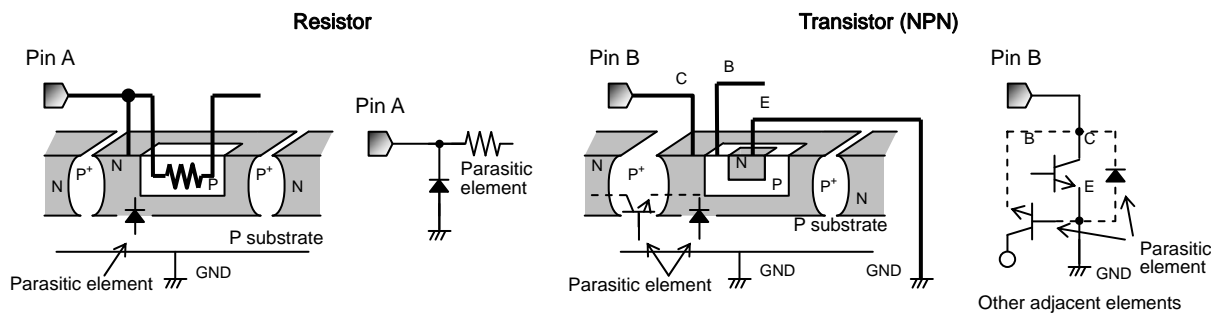 Resistor
Pin A
N
N
P+
P
P+
N
P substrate
Parasitic element
GND
Pin A
Parasitic
element
Transistor (NPN)
Pin B
C
B
E
N
N
P+
P
P+
N
P substrate
Parasitic element
GND
GND
Pin B
B
C
E
Parasitic
element
GND
Other adjacent elements